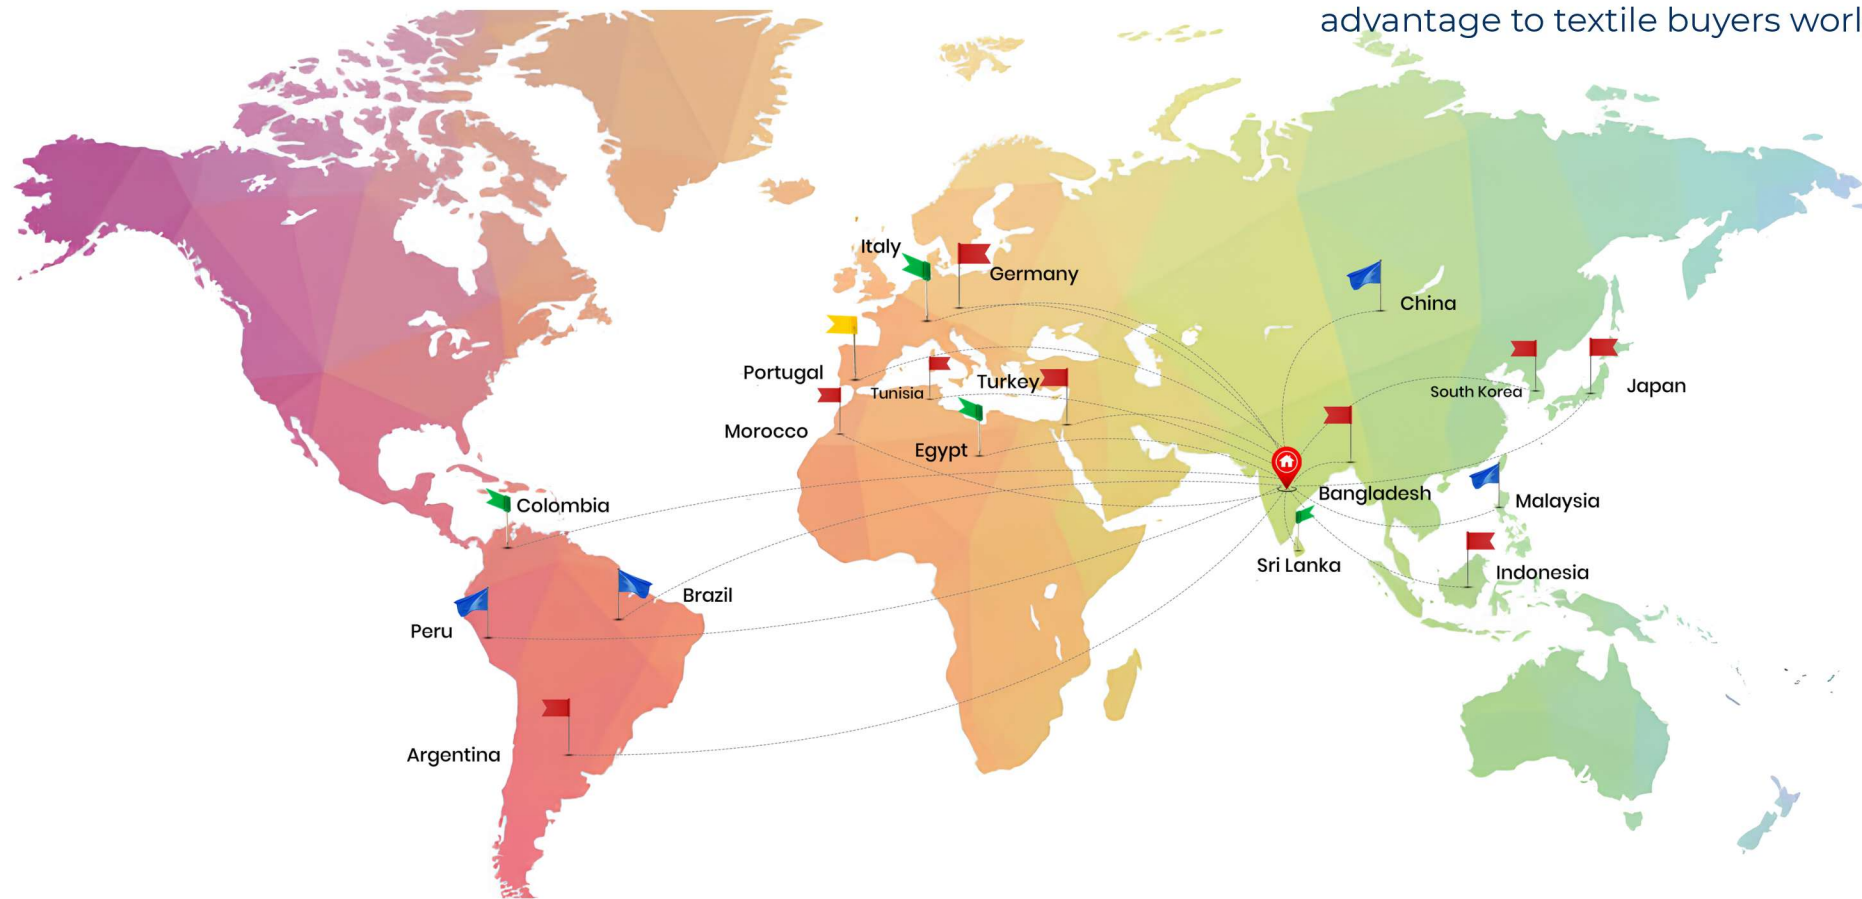 advantage to textile buyers worl
Italy
Germany
China
Portugal
Tunisia
Turkey
South Korea
Japan
Morocco
Egypt
Colombia
Bangladesh
Malaysia
Sri Lanka
Indonesia
Brazil
Peru
Argentina